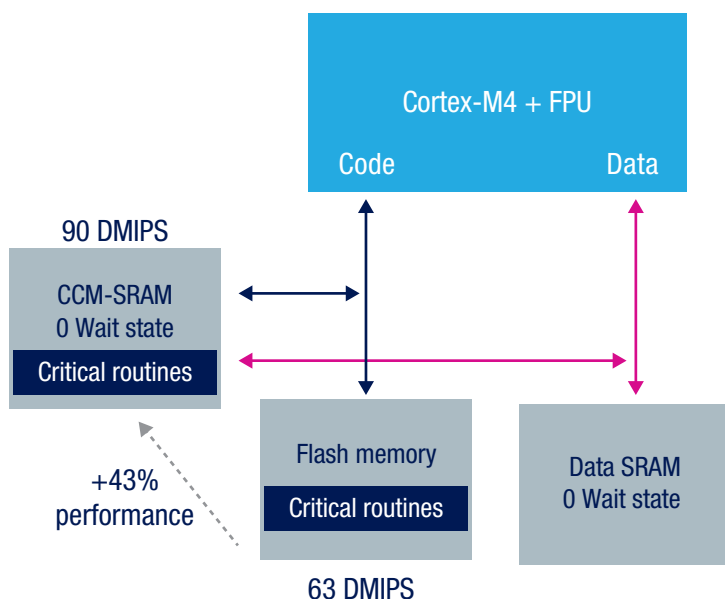 Cortex-M4 + FPU
Code
Data
90 DMIPS
CCM-SRAM
0 Wait state
Critical routines
+43%
performance
Flash memory
Critical routines
63 DMIPS
Data SRAM
0 Wait state